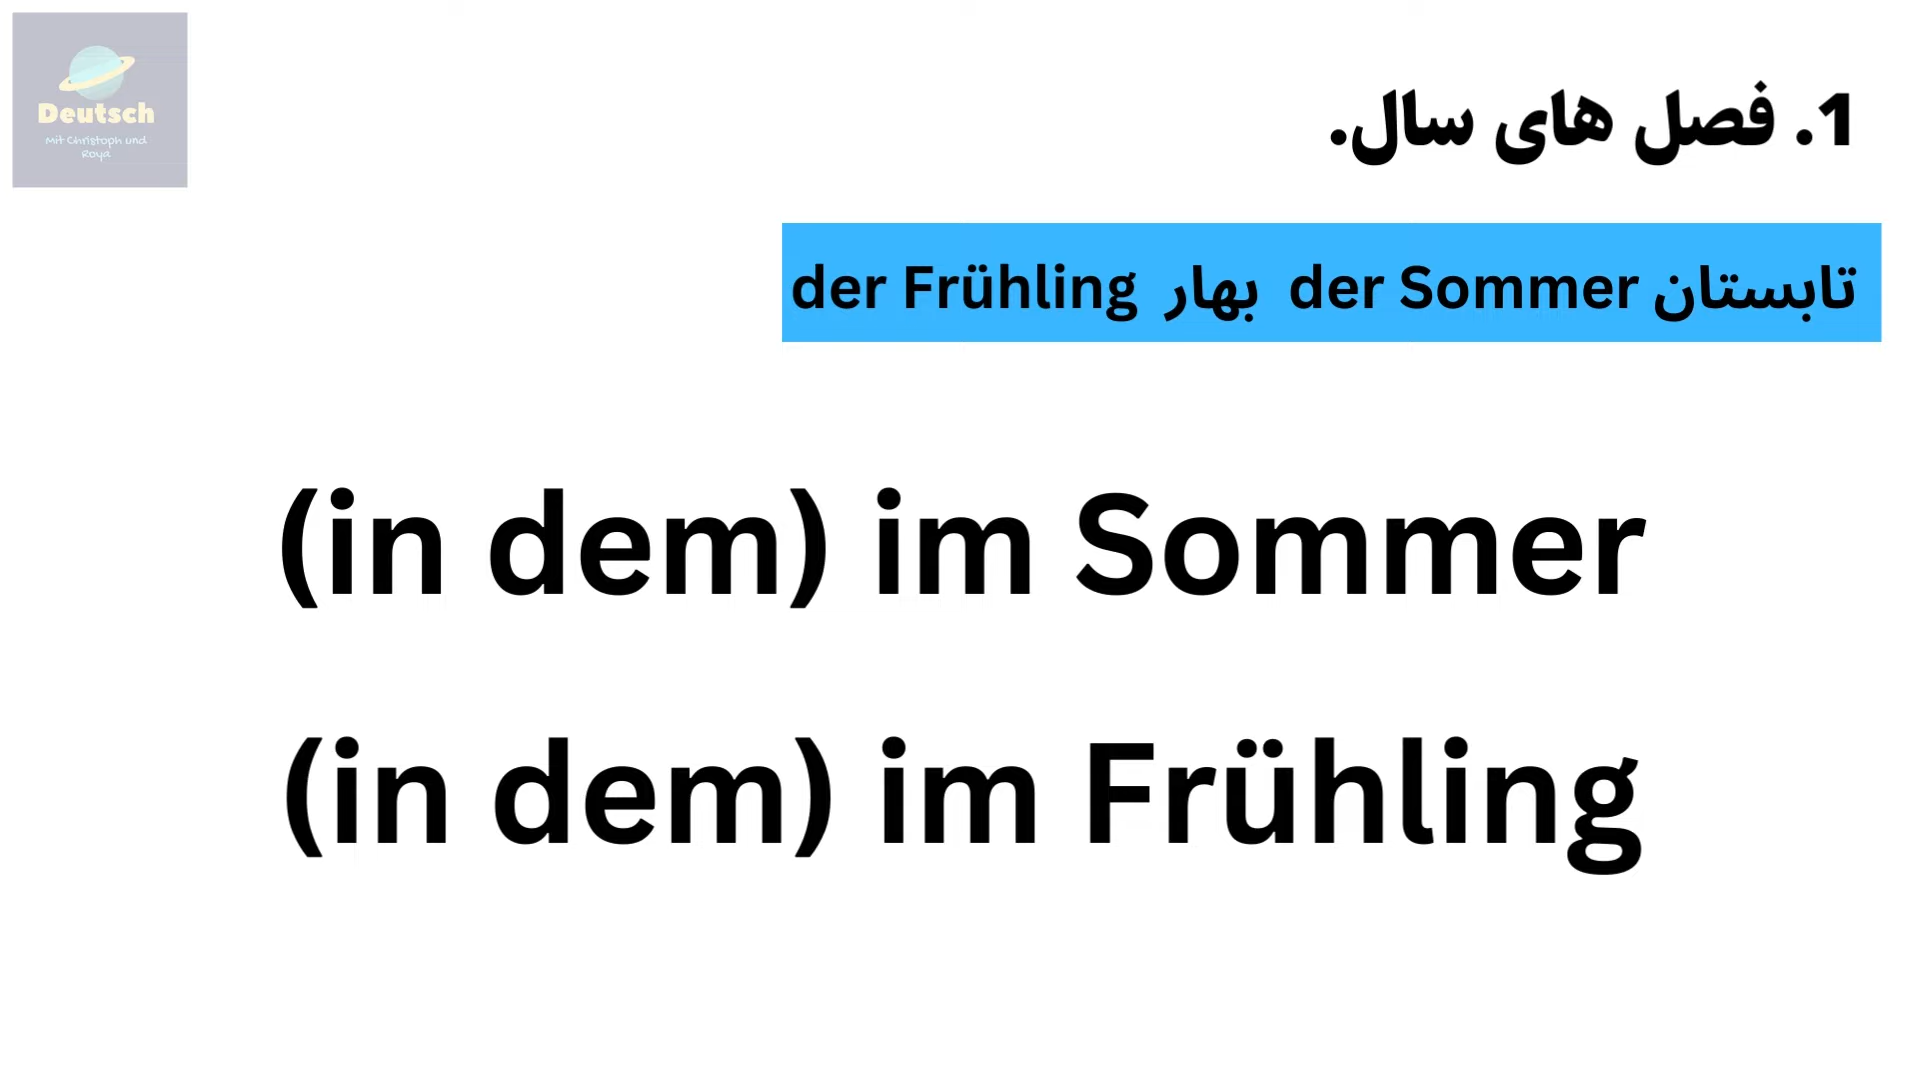 Deutsch
Mit Christoph und
Roya
1. فصل های سال.
تابستان der Sommer بهار der Frühling
(in dem) im Sommer
(in dem) im Frühling